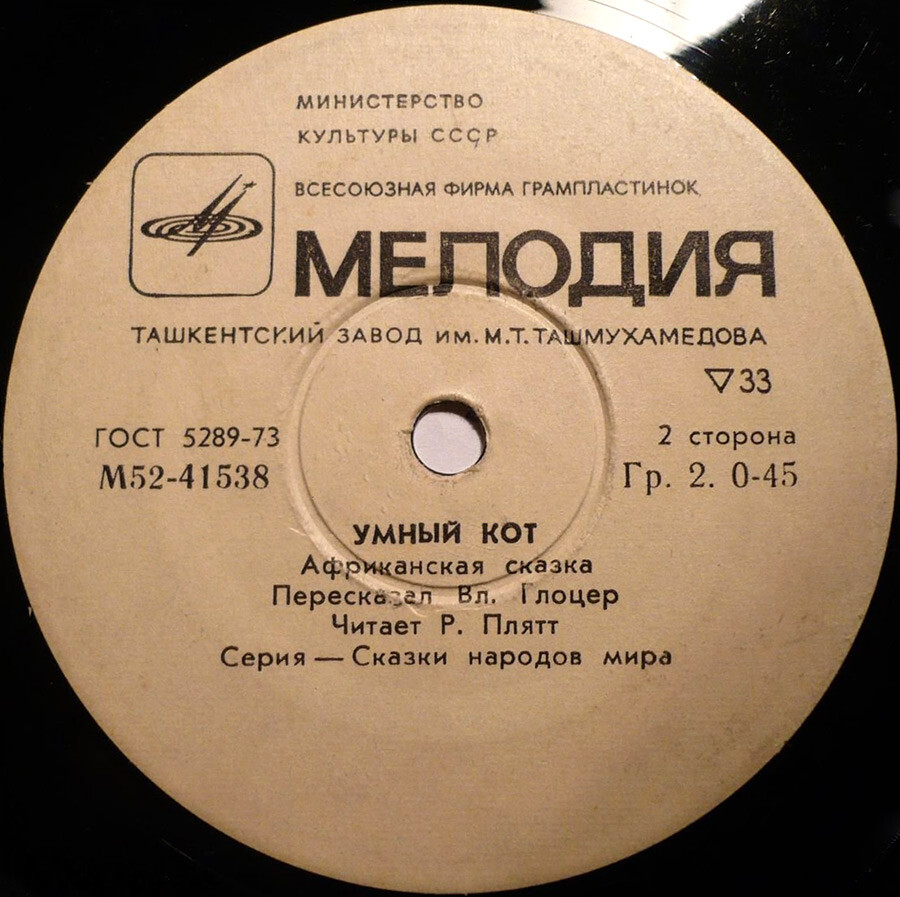 МИНИСТЕРСТВО
КУЛЬТУРЫ СССР
ВСЕСОЮЗНАЯ ФИРМА ГРАМПЛАСТИНОК
МЕЛОДИЯ
ТАШКЕНТСКИЙ ЗАВОД ИМ. М.Т. ТАШМУХАМЕДОВА
▽33
ГОСТ 5289-73
М52-41538
2 сторона
Гр. 2. 0-45
УМНЫЙ КОТ
Африканская сказка
Пересказал Вл. Глоцер
Читает Р. Плятт
Серия — Сказки народов мира